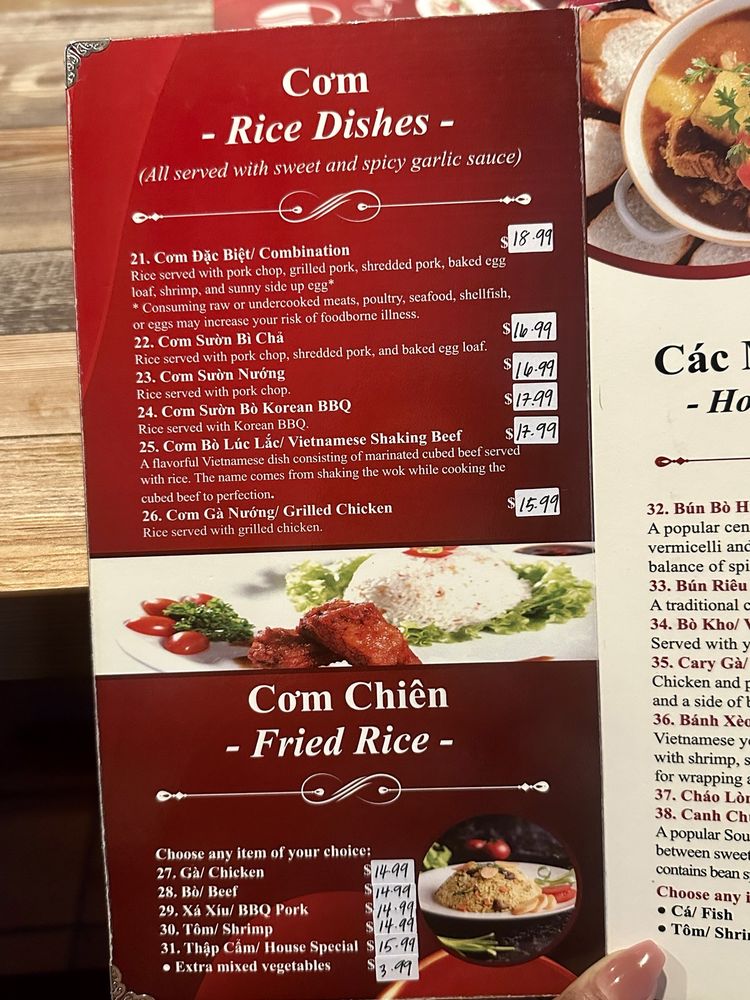 Cơm
- Rice Dishes -
(All served with sweet and spicy garlic sauce)
21. Cơm Đặc Biệt/ Combination $18.99
Rice served with pork chop, grilled pork, shredded pork, baked egg
loaf, shrimp, and sunny side up egg*
* Consuming raw or undercooked meats, poultry, seafood, shellfish,
or eggs may increase your risk of foodborne illness.
22. Cơm Sườn Bì Chả $16.99
Rice served with pork chop, shredded pork, and baked egg loaf.
23. Cơm Sườn Nướng $16.99
Rice served with pork chop.
24. Cơm Sườn Bò Korean BBQ $17.99
Rice served with Korean BBQ.
25. Cơm Bò Lúc Lắc/ Vietnamese Shaking Beef $17.99
A flavorful Vietnamese dish consisting of marinated cubed beef served
with rice. The name comes from shaking the wok while cooking the
cubed beef to perfection.
26. Cơm Gà Nướng/ Grilled Chicken $15.99
Rice served with grilled chicken.
Cơm Chiên
- Fried Rice -
Choose any item of your choice:
27. Gà/ Chicken $14.99
28. Bò/ Beef $14.99
29. Xá Xíu/ BBQ Pork $14.99
30. Tôm/ Shrimp $14.99
31. Thập Cẩm/ House Special $15.99
• Extra mixed vegetables $3.99
Các
- Ho
32. Bún Bò H
A popular cen
vermicelli and
balance of spi
33. Bún Riêu
A traditional c
34. Bò Kho/ V
Served with y
35. Cary Gà/
Chicken and p
and a side of b
36. Bánh Xèo
Vietnamese ye
with shrimp, s
for wrapping a
37. Cháo Lòn
38. Canh Chu
A popular Sou
between sweet
contains bean s
Choose any i
• Cá/ Fish
• Tôm/ Shrim